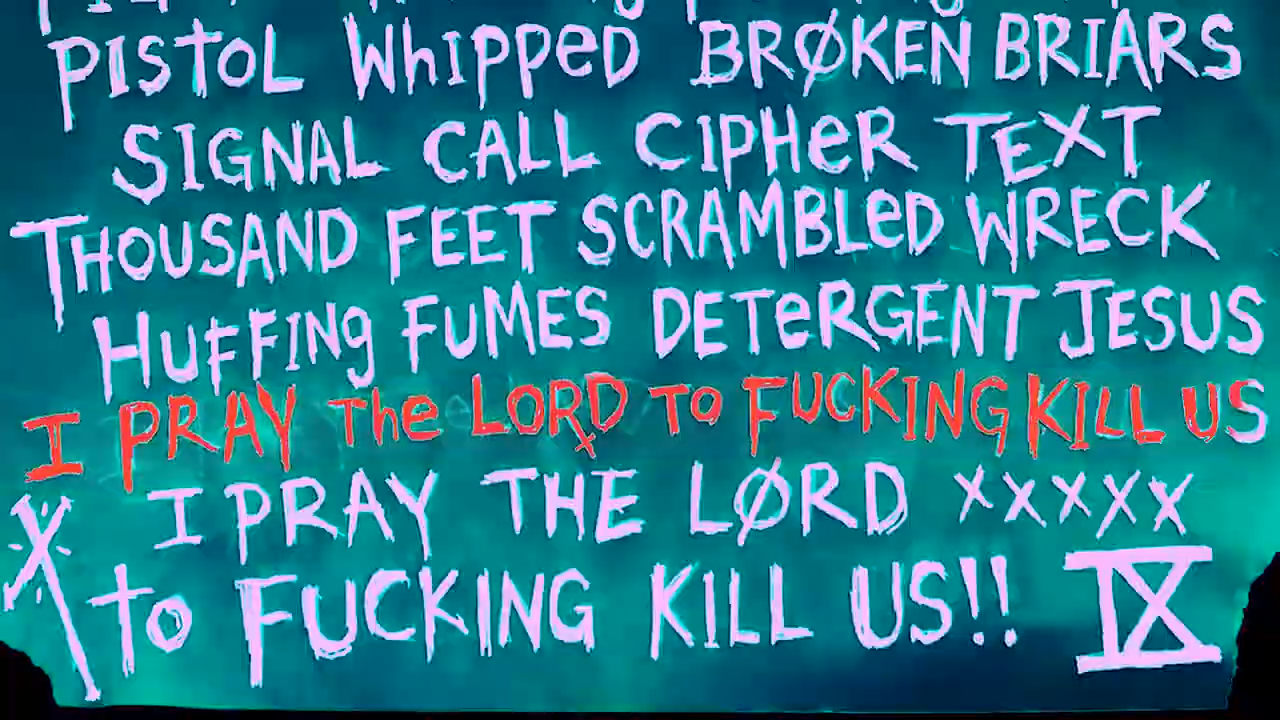 PISTOL WhIPPeD BRØKEN BRIARS
SIGNAL CALL CIPHeR TEXT
THOUSAND FEET SCRAMBLeD WRECK
HUFFINg FUMES DETeRGENT JESUS
I PRAY The LORD TO FUCKING KILL US
I PRAY THE LØRD xxxxx
to FUCKING KILL US!! IX